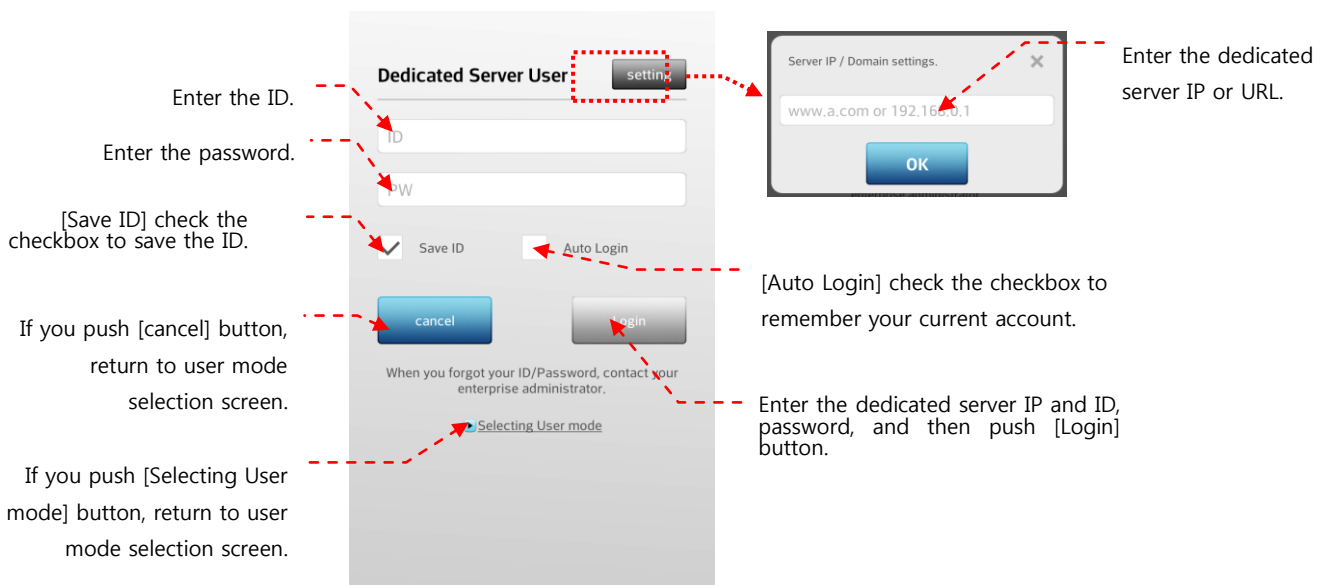 Dedicated Server User
setting
ID
PW
Save ID
Auto Login
cancel
Login
When you forgot your ID/Password, contact your
enterprise administrator.
Selecting User mode
Enter the ID.
Enter the password.
[Save ID] check the
checkbox to save the ID.
If you push [cancel] button,
return to user mode
selection screen.
If you push [Selecting User
mode] button, return to user
mode selection screen.
Server IP / Domain settings.
www.a.com or 192.168.0.1
OK
enterprise administrator
Enter the dedicated
server IP or URL.
[Auto Login] check the checkbox to
remember your current account.
Enter the dedicated server IP and ID,
password, and then push [Login]
button.